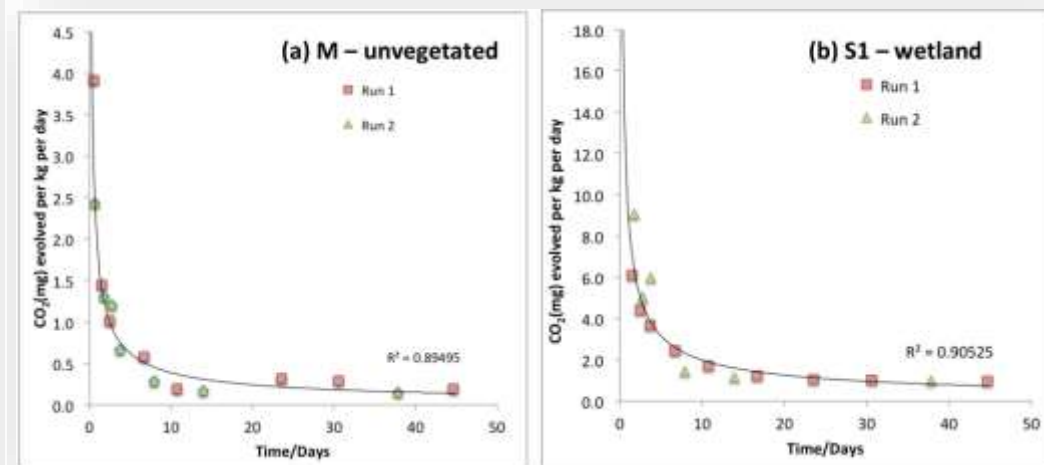 (a) M – unvegetated
Run 1
Run 2
CO₂(mg) evolved per kg per day
4.5
4.0
3.5
3.0
2.5
2.0
1.5
1.0
0.5
0.0
R² = 0.89495
0 10 20 30 40 50
Time/Days
(b) S1 – wetland
Run 1
Run 2
CO₂(mg) evolved per kg per day
18.0
16.0
14.0
12.0
10.0
8.0
6.0
4.0
2.0
0.0
R² = 0.90525
0 10 20 30 40 50
Time/Days